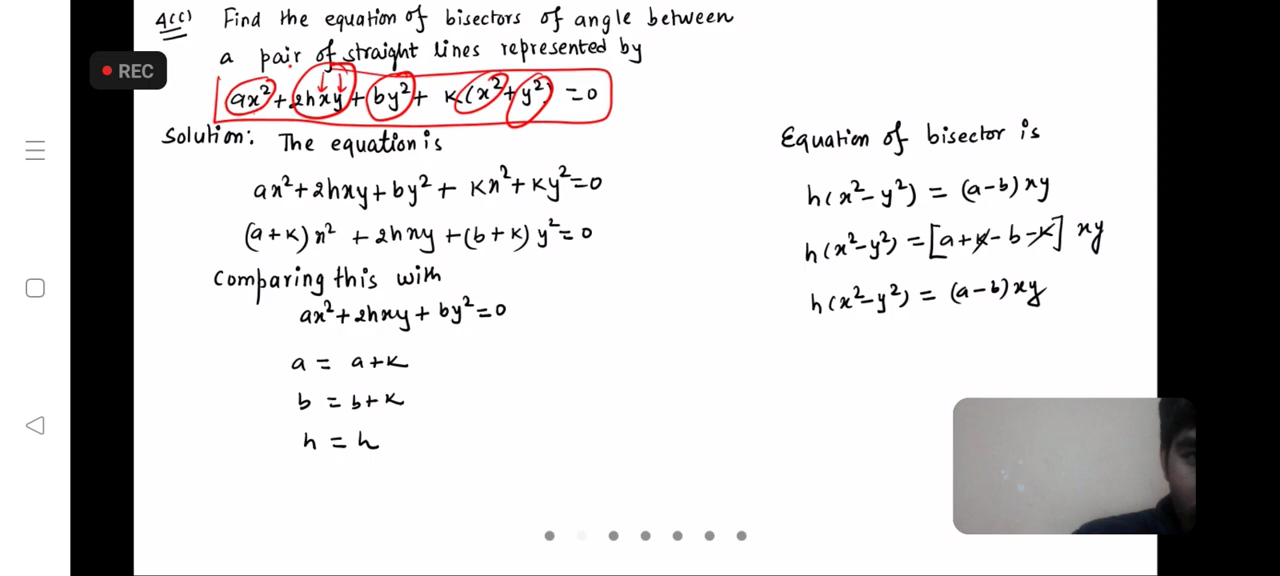 4(c) Find the equation of bisectors of angle between
a pair of straight lines represented by
REC
ax²+2hxy+by²+ k(x²+y²) =0
Solution: The equation is
ax²+2hxy+by²+ kx²+ky²=0
(a+k)x² +2hxy+(b+k)y²=0
Comparing this with
ax²+2hxy+by²=0
a = a+k
b = b+k
h = h
Equation of bisector is
h(x²-y²) = (a-b)xy
h(x²-y²) = [a+k-b-k] xy
h(x²-y²) = (a-b)xy